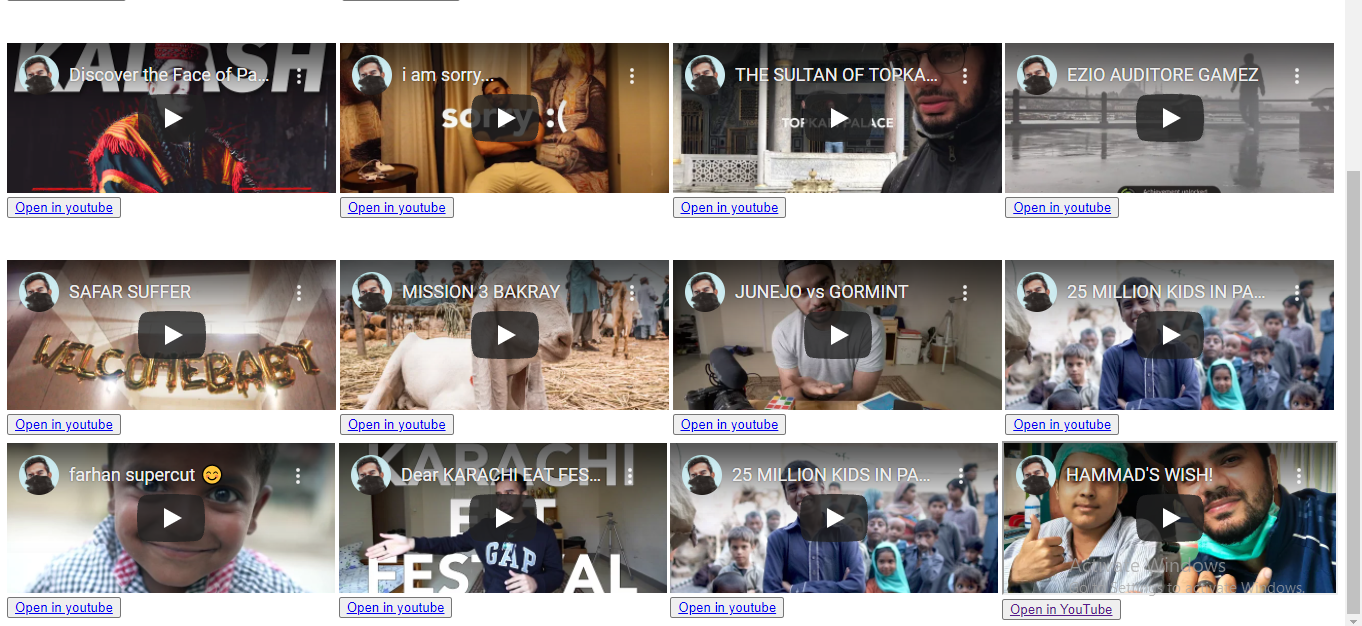 KALASH
Discover the Face of Pa...
i am sorry...
sorry :(
THE SULTAN OF TOPKA...
TOPKAPI PALACE
EZIO AUDITORE GAMEZ
Achievement unlocked
Open in youtube
Open in youtube
Open in youtube
Open in youtube
SAFAR SUFFER
WELCOMEBABY
MISSION 3 BAKRAY
JUNEJO vs GORMINT
25 MILLION KIDS IN PA...
Open in youtube
Open in youtube
Open in youtube
Open in youtube
farhan supercut 😊
KARACHI
Dear KARACHI EAT FES...
EAT
GAP
FESTIVAL
25 MILLION KIDS IN PA...
HAMMAD'S WISH!
Activate Windows
Go to Settings to activate Windows.
Open in youtube
Open in youtube
Open in youtube
Open in YouTube